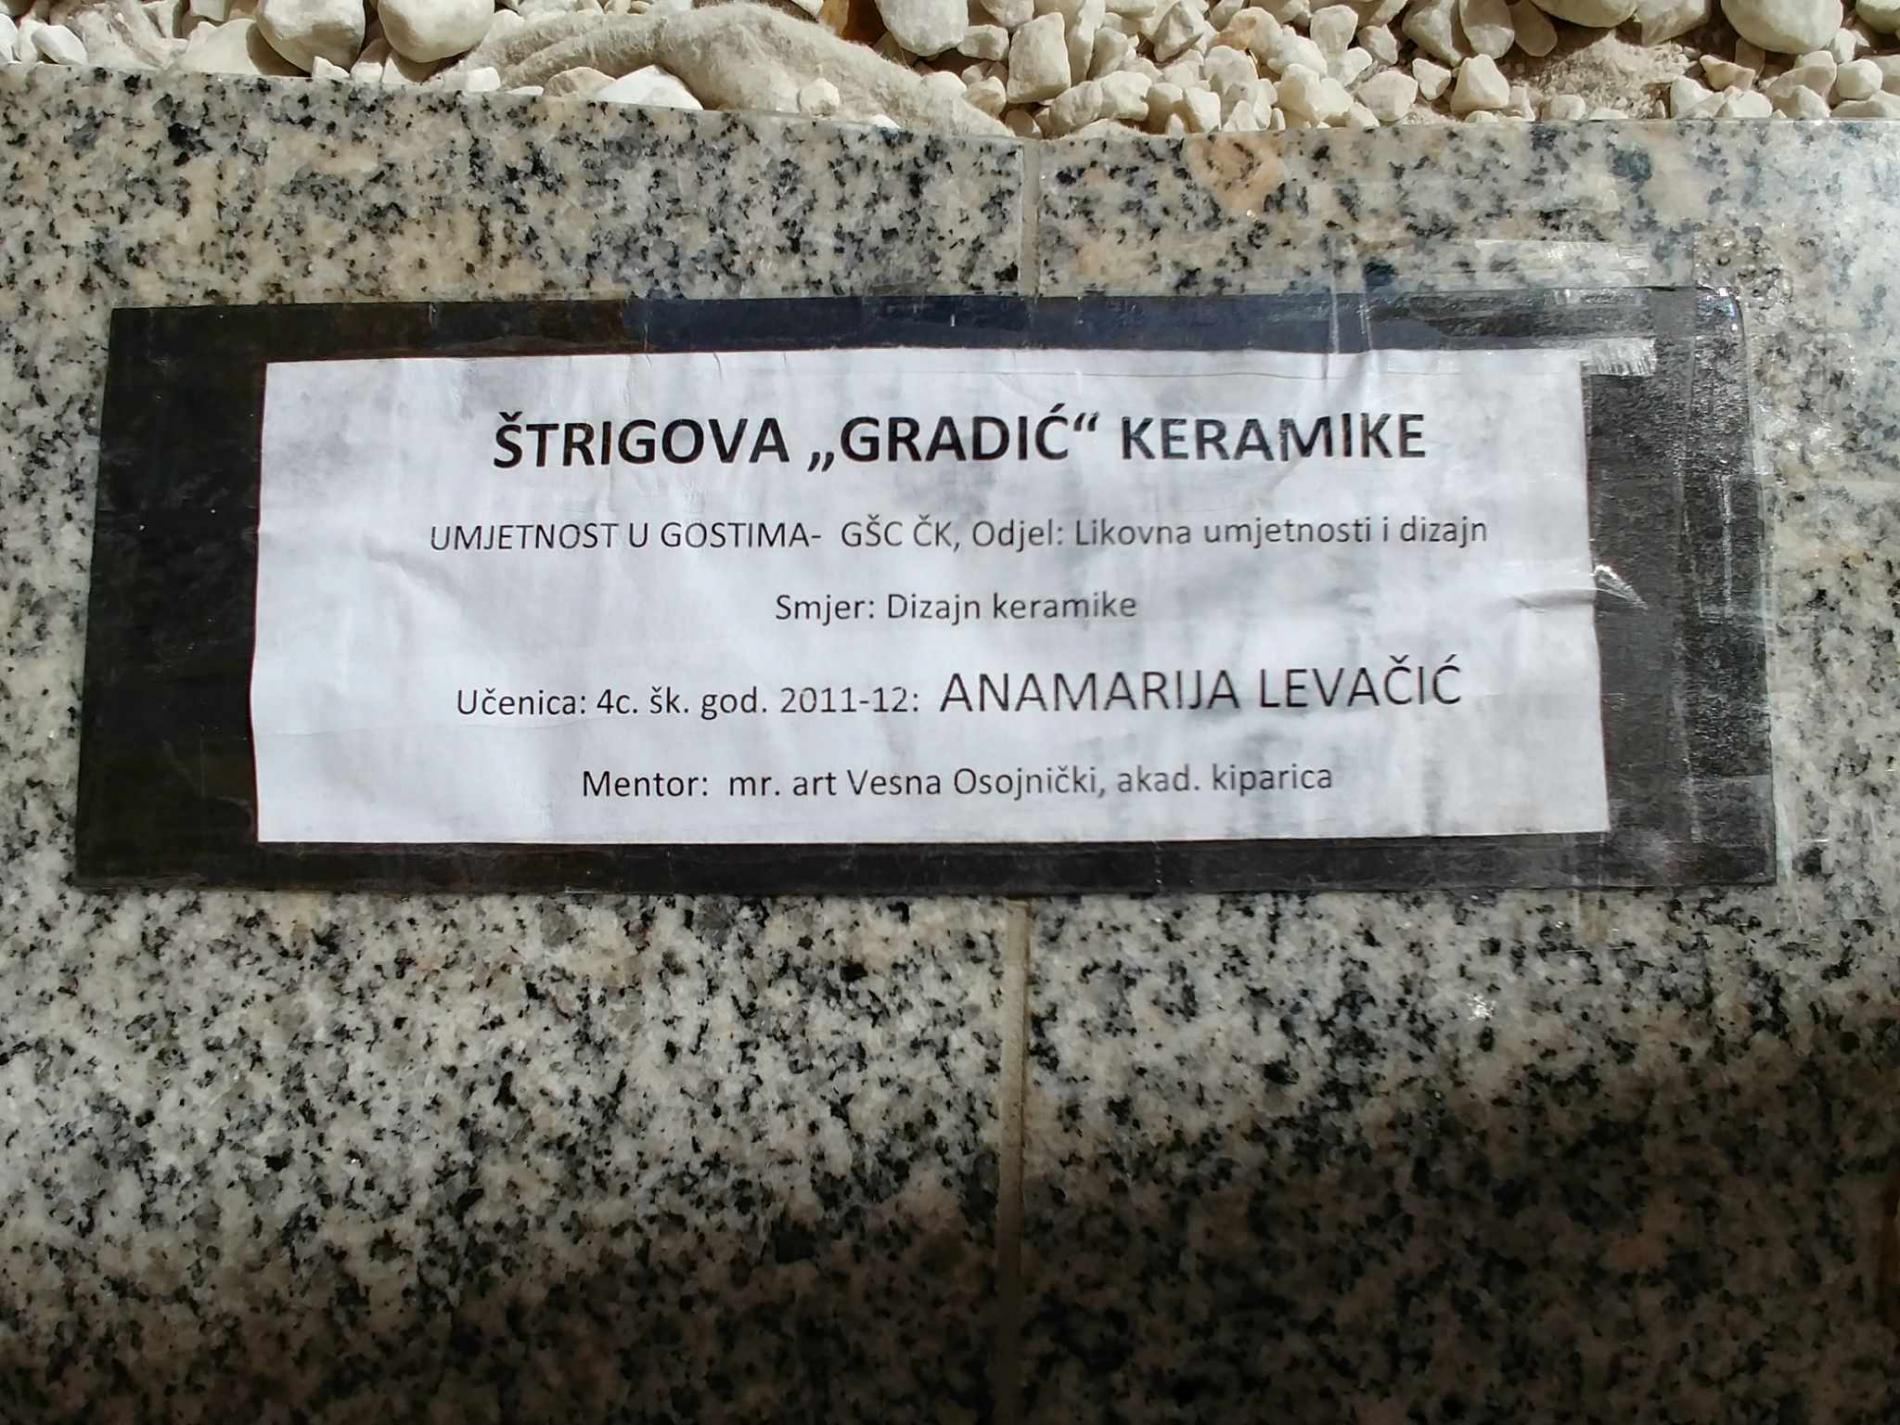 ŠTRIGOVA „GRADIĆ“ KERAMIKE
UMJETNOST U GOSTIMA- GŠC ČK, Odjel: Likovna umjetnosti i dizajn
Smjer: Dizajn keramike
Učenica: 4c. šk. god. 2011-12: ANAMARIJA LEVAČIĆ
Mentor: mr. art Vesna Osojnički, akad. kiparica